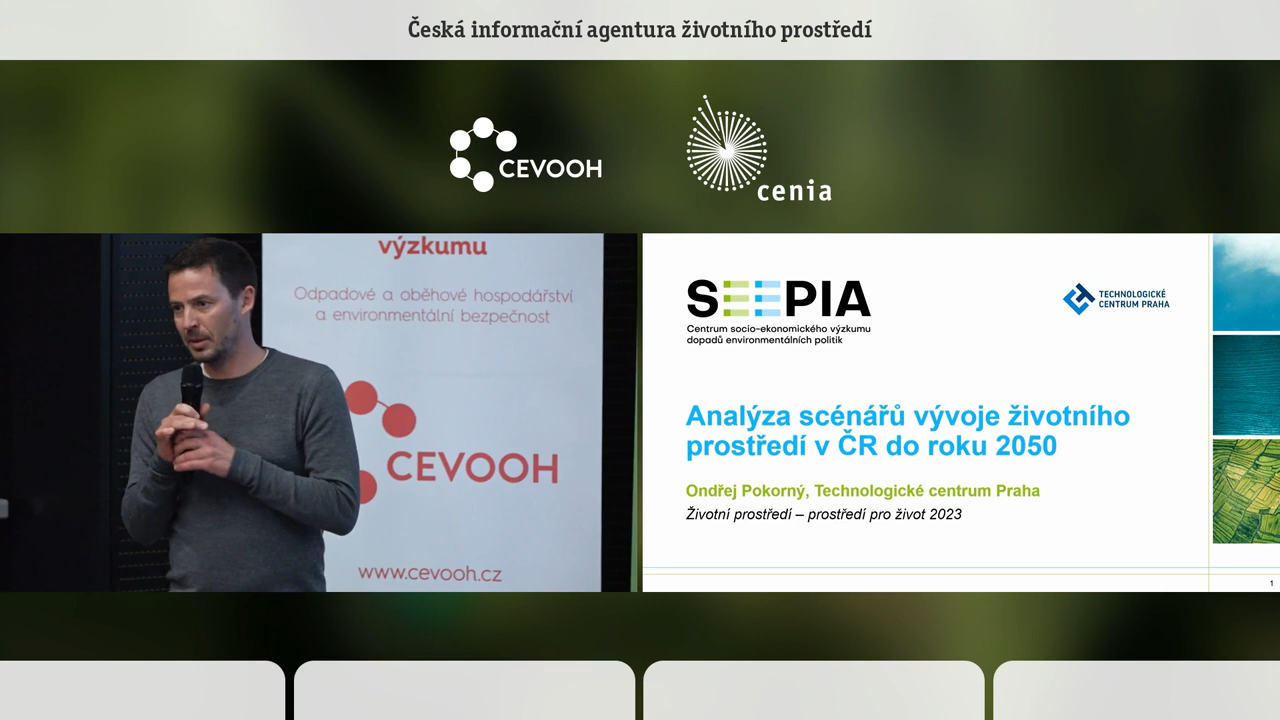 Česká informační agentura životního prostředí
CEVOOH
cenia
výzkumu
Odpadové a oběhové hospodářství
a environmentální bezpečnost
CEVOOH
www.cevooh.cz
SEEPIA
Centrum socio-ekonomického výzkumu
dopadů environmentálních politik
TECHNOLOGICKÉ
CENTRUM PRAHA
Analýza scénářů vývoje životního
prostředí v ČR do roku 2050
Ondřej Pokorný, Technologické centrum Praha
Životní prostředí – prostředí pro život 2023
1